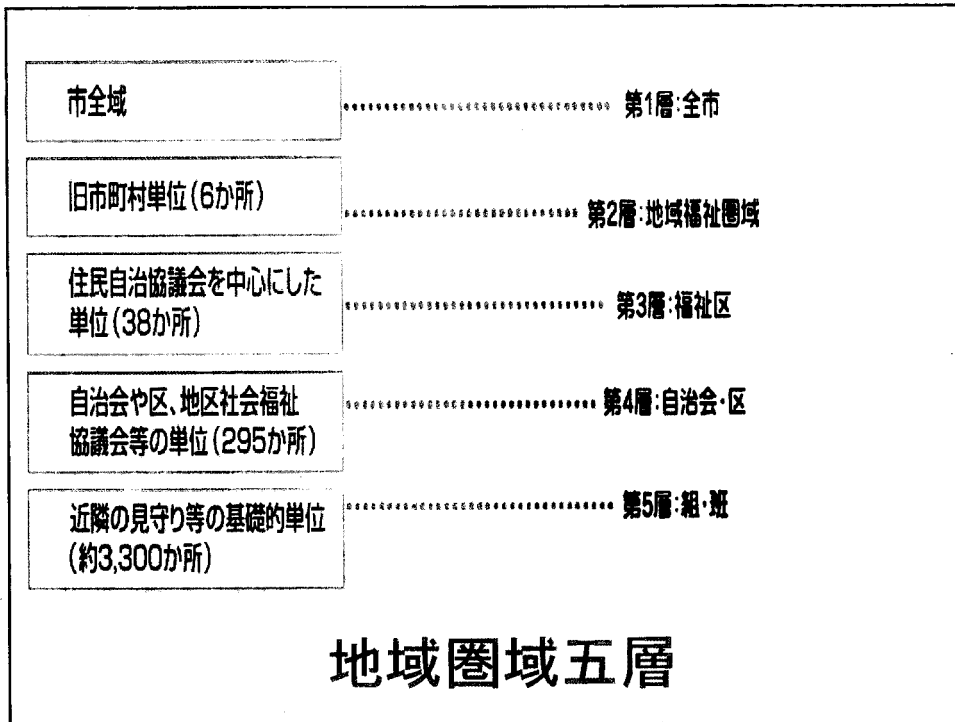 市全域
第1層:全市
旧市町村単位(6か所)
第2層:地域福祉圏域
住民自治協議会を中心にした
単位(38か所)
第3層:福祉区
自治会や区、地区社会福祉
協議会等の単位(295か所)
第4層:自治会・区
近隣の見守り等の基礎的単位
(約3,300か所)
第5層:組・班
地域圏域五層